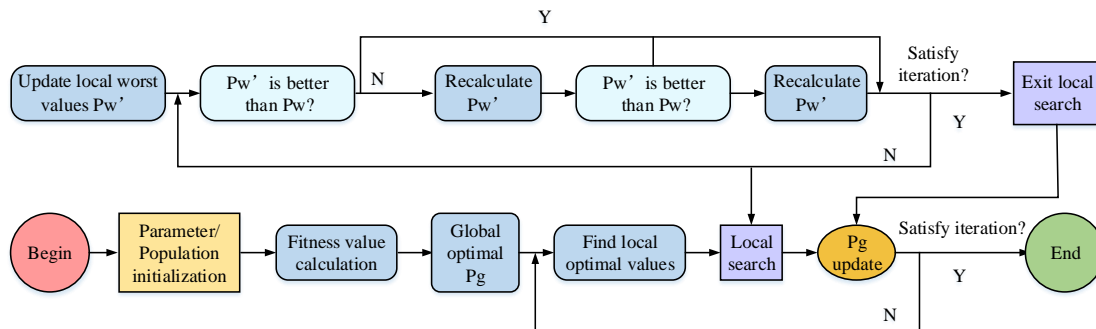 Y
Update local worst
values Pw’
Pw’ is better
than Pw?
N
Recalculate
Pw’
Pw’ is better
than Pw?
Recalculate
Pw’
Satisfy
iteration?
Y
Exit local
search
N
Begin
Parameter/
Population
initialization
Fitness value
calculation
Global
optimal
Pg
Find local
optimal values
Local
search
Pg
update
Satisfy iteration?
Y
N
End